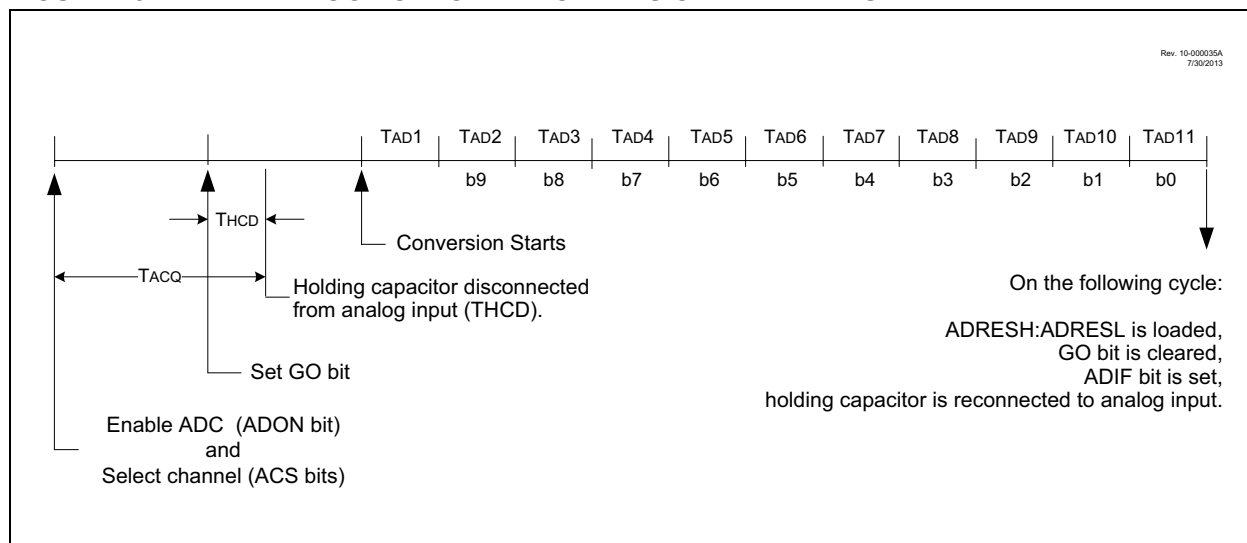 Rev. 10-000035A
7/30/2013
TAD1 TAD2 TAD3 TAD4 TAD5 TAD6 TAD7 TAD8 TAD9 TAD10 TAD11
b9 b8 b7 b6 b5 b4 b3 b2 b1 b0
THCD
Conversion Starts
TACQ
Holding capacitor disconnected
from analog input (THCD).
Set GO bit
Enable ADC (ADON bit)
and
Select channel (ACS bits)
On the following cycle:
ADRESH:ADRESL is loaded,
GO bit is cleared,
ADIF bit is set,
holding capacitor is reconnected to analog input.